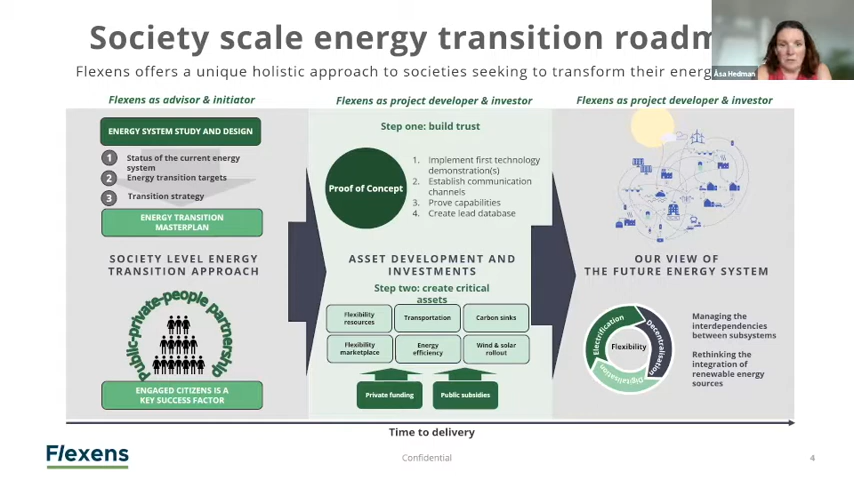 Society scale energy transition roadm
Flexens offers a unique holistic approach to societies seeking to transform their energ
Åsa Hedman
Flexens as advisor & initiator
ENERGY SYSTEM STUDY AND DESIGN
1 Status of the current energy
system
2 Energy transition targets
3 Transition strategy
ENERGY TRANSITION
MASTERPLAN
SOCIETY LEVEL ENERGY
TRANSITION APPROACH
Public-private-people partnership
ENGAGED CITIZENS IS A
KEY SUCCESS FACTOR
Flexens as project developer & investor
Step one: build trust
Proof of Concept
1. Implement first technology
demonstration(s)
2. Establish communication
channels
3. Prove capabilities
4. Create lead database
ASSET DEVELOPMENT AND
INVESTMENTS
Step two: create critical
assets
Flexibility
resources
Transportation
Carbon sinks
Flexibility
marketplace
Energy
efficiency
Wind & solar
rollout
Private funding
Public subsidies
Flexens as project developer & investor
OUR VIEW OF
THE FUTURE ENERGY SYSTEM
Electrification
Decentralisation
Digitalisation
Flexibility
Managing the
interdependencies
between subsystems
Rethinking the
integration of
renewable energy
sources
Time to delivery
Flexens
Confidential
4